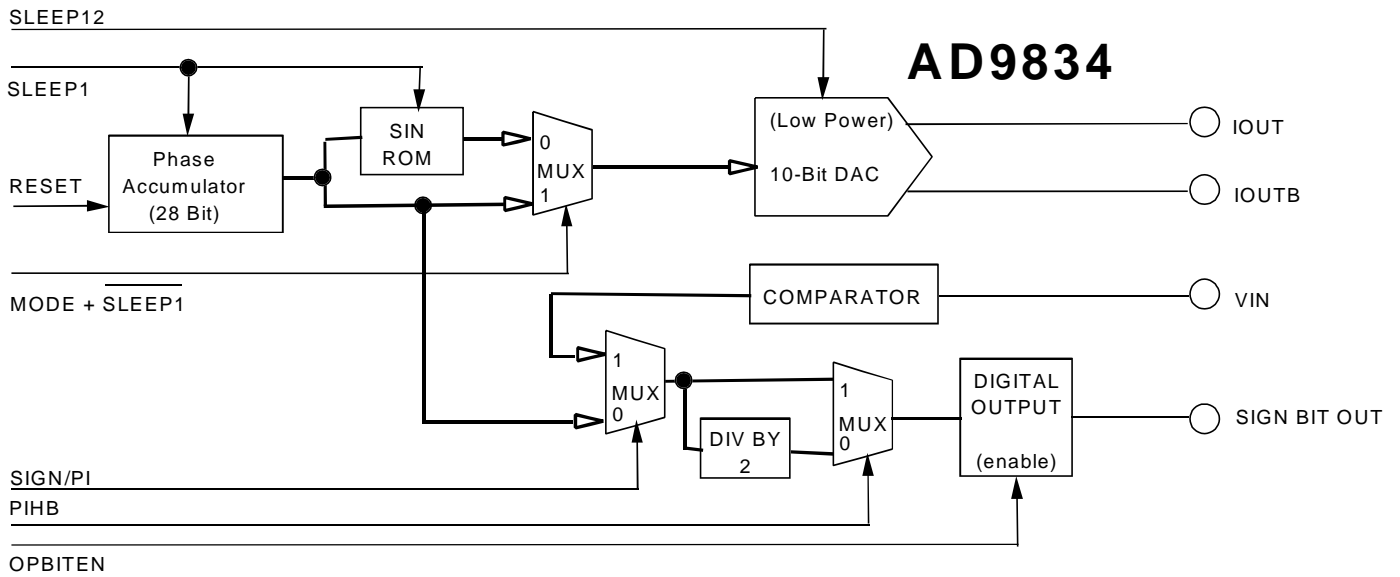 SLEEP12
AD9834
SLEEP1
Phase
Accumulator
(28 Bit)
SIN
ROM
0
MUX
1
(Low Power)
10-Bit DAC
IOUT
IOUTB
RESET
MODE + SLEEP1
COMPARATOR
VIN
1
MUX
0
DIV BY
2
1
MUX
0
DIGITAL
OUTPUT
(enable)
SIGN BIT OUT
SIGN/PI
PIHB
OPBITEN